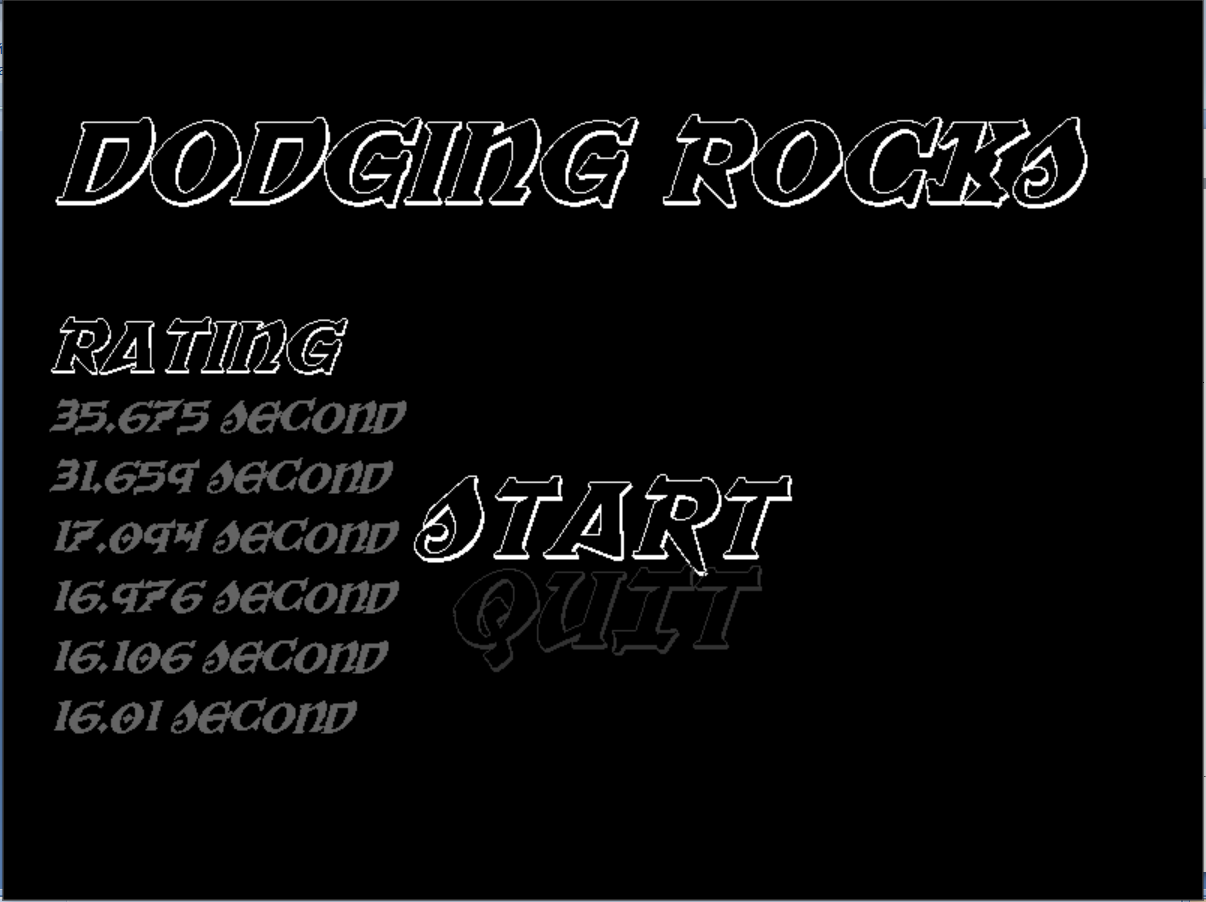 DODGING ROCKS
RATING
35.675 SECOND
31.659 SECOND
17.094 SECOND
16.976 SECOND
16.106 SECOND
16.01 SECOND
START
QUIT